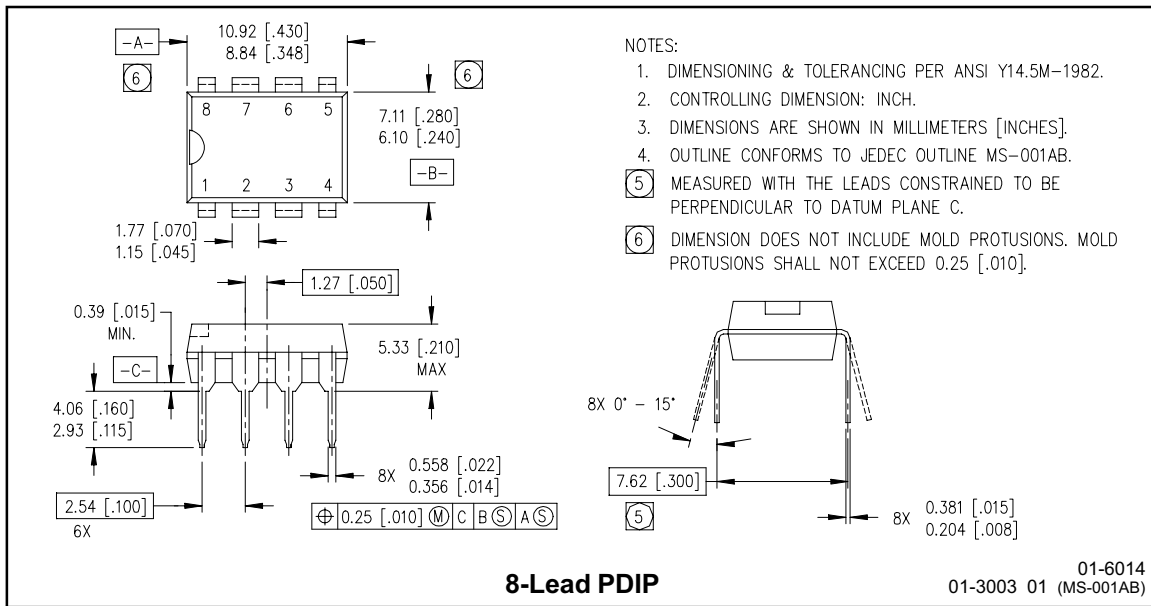 -A-
10.92 [.430]
8.84 [.348]
6
6
8 7 6 5
7.11 [.280]
6.10 [.240]
-B-
1 2 3 4
1.77 [.070]
1.15 [.045]
1.27 [.050]
0.39 [.015]
MIN.
5.33 [.210]
MAX
-C-
4.06 [.160]
2.93 [.115]
8X 0.558 [.022]
0.356 [.014]
2.54 [.100]
6X
⌖ 0.25 [.010] Ⓜ C B Ⓢ A Ⓢ
NOTES:
1. DIMENSIONING & TOLERANCING PER ANSI Y14.5M-1982.
2. CONTROLLING DIMENSION: INCH.
3. DIMENSIONS ARE SHOWN IN MILLIMETERS [INCHES].
4. OUTLINE CONFORMS TO JEDEC OUTLINE MS-001AB.
5 MEASURED WITH THE LEADS CONSTRAINED TO BE
PERPENDICULAR TO DATUM PLANE C.
6 DIMENSION DOES NOT INCLUDE MOLD PROTUSIONS. MOLD
PROTUSIONS SHALL NOT EXCEED 0.25 [.010].
8X 0° - 15°
7.62 [.300]
5
8X 0.381 [.015]
0.204 [.008]
8-Lead PDIP
01-6014
01-3003 01 (MS-001AB)